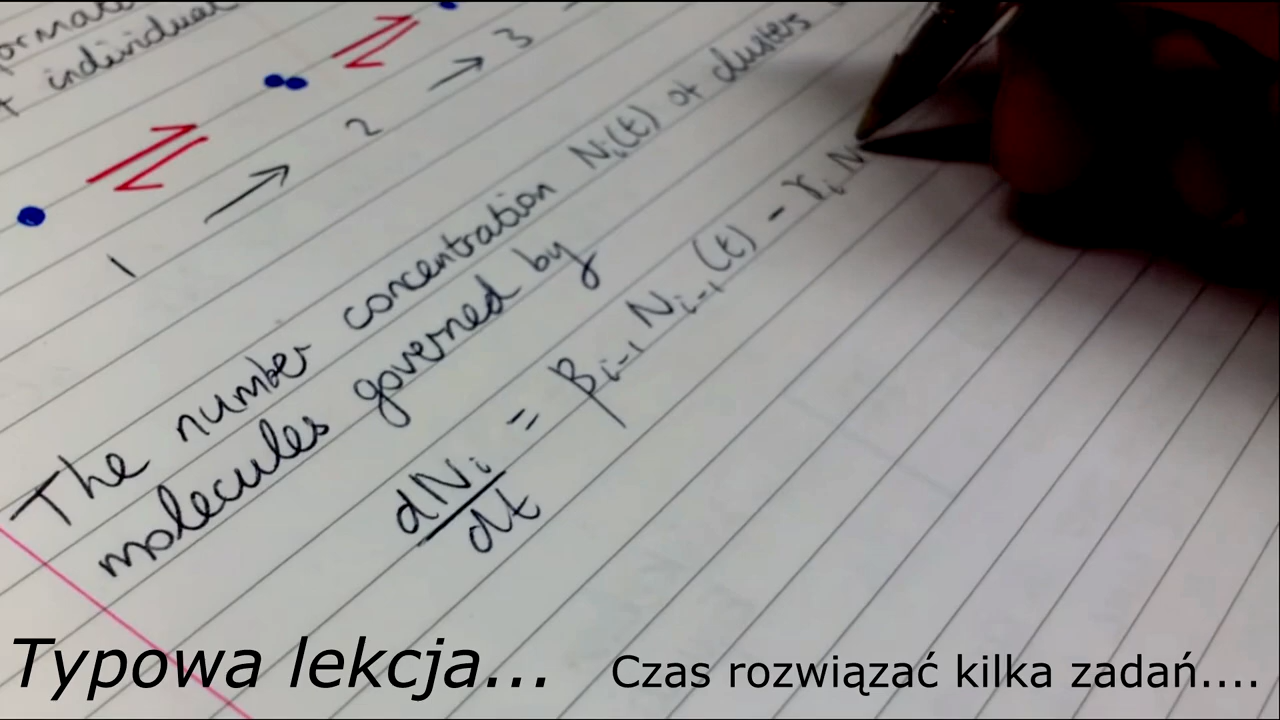 individual
1 → 2 → 3
The number concentration Nᵢ(t) of clusters
molecules governed by
dNᵢ/dt = βᵢ₋₁ Nᵢ₋₁(t) - γᵢ N
Typowa lekcja... Czas rozwiązać kilka zadań....